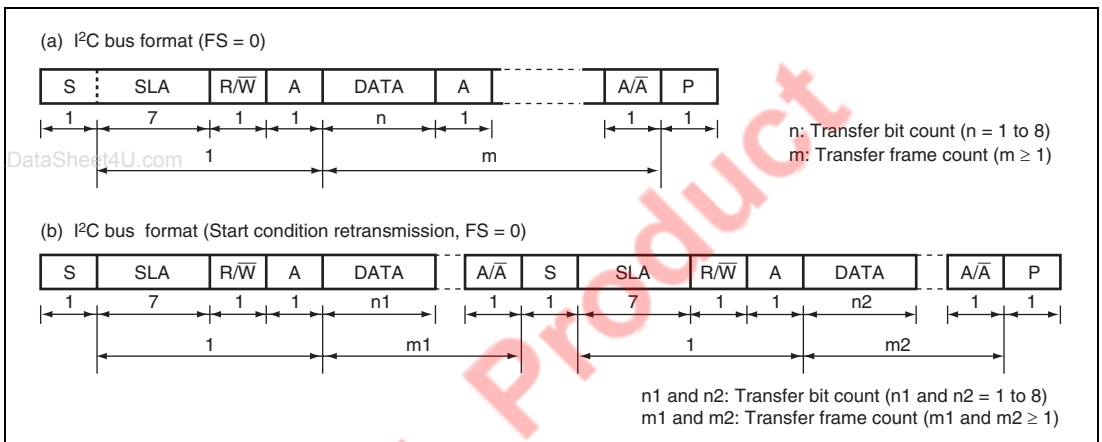 (a) I²C bus format (FS = 0)
S SLA R/W̅ A DATA A A/A̅ P
1 7 1 1 n 1 1 1
1 m
n: Transfer bit count (n = 1 to 8)
m: Transfer frame count (m ≥ 1)
DataSheet4U.com
(b) I²C bus format (Start condition retransmission, FS = 0)
S SLA R/W̅ A DATA A/A̅ S SLA R/W̅ A DATA A/A̅ P
1 7 1 1 n1 1 1 7 1 1 n2 1 1
1 m1 1 m2
n1 and n2: Transfer bit count (n1 and n2 = 1 to 8)
m1 and m2: Transfer frame count (m1 and m2 ≥ 1)
Product